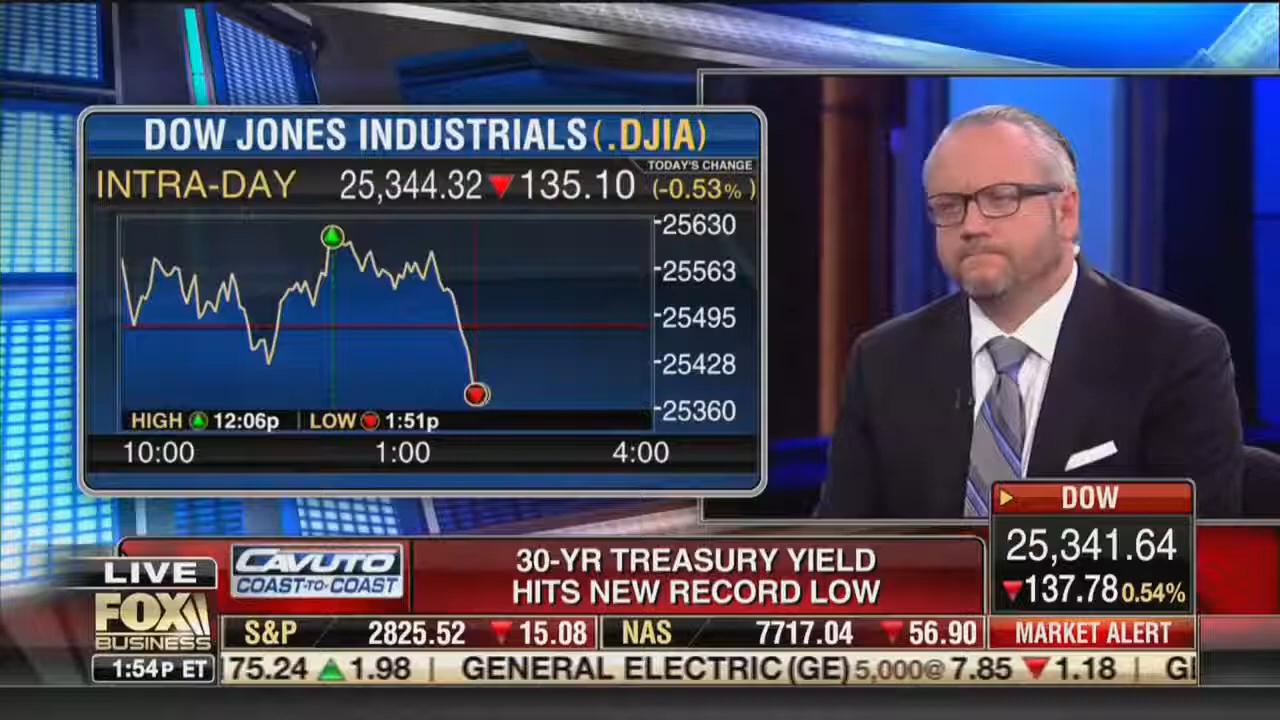 DOW JONES INDUSTRIALS (.DJIA)
TODAY'S CHANGE
INTRA-DAY 25,344.32 ▼ 135.10 (-0.53%)
25630
25563
25495
25428
25360
HIGH ▲ 12:06p | LOW ▼ 1:51p
10:00 1:00 4:00
DOW
25,341.64
▼137.78 0.54%
MARKET ALERT
CAVUTO
COAST-TO-COAST
30-YR TREASURY YIELD
HITS NEW RECORD LOW
LIVE
FOX
BUSINESS
1:54P ET
S&P 2825.52 ▼ 15.08 NAS 7717.04 ▼ 56.90
75.24 ▲ 1.98 | GENERAL ELECTRIC (GE) 5,000@ 7.85 ▼ 1.18 |